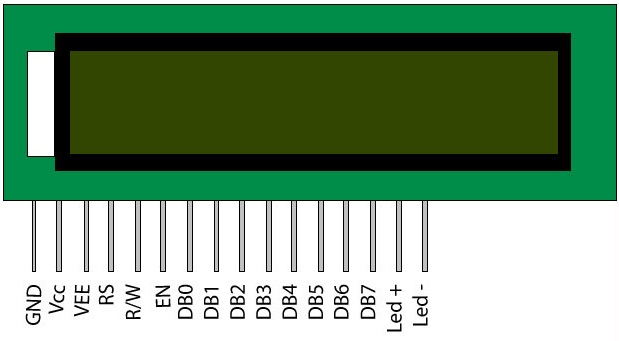 GND
Vcc
VEE
RS
R/W
EN
DB0
DB1
DB2
DB3
DB4
DB5
DB6
DB7
Led +
Led -